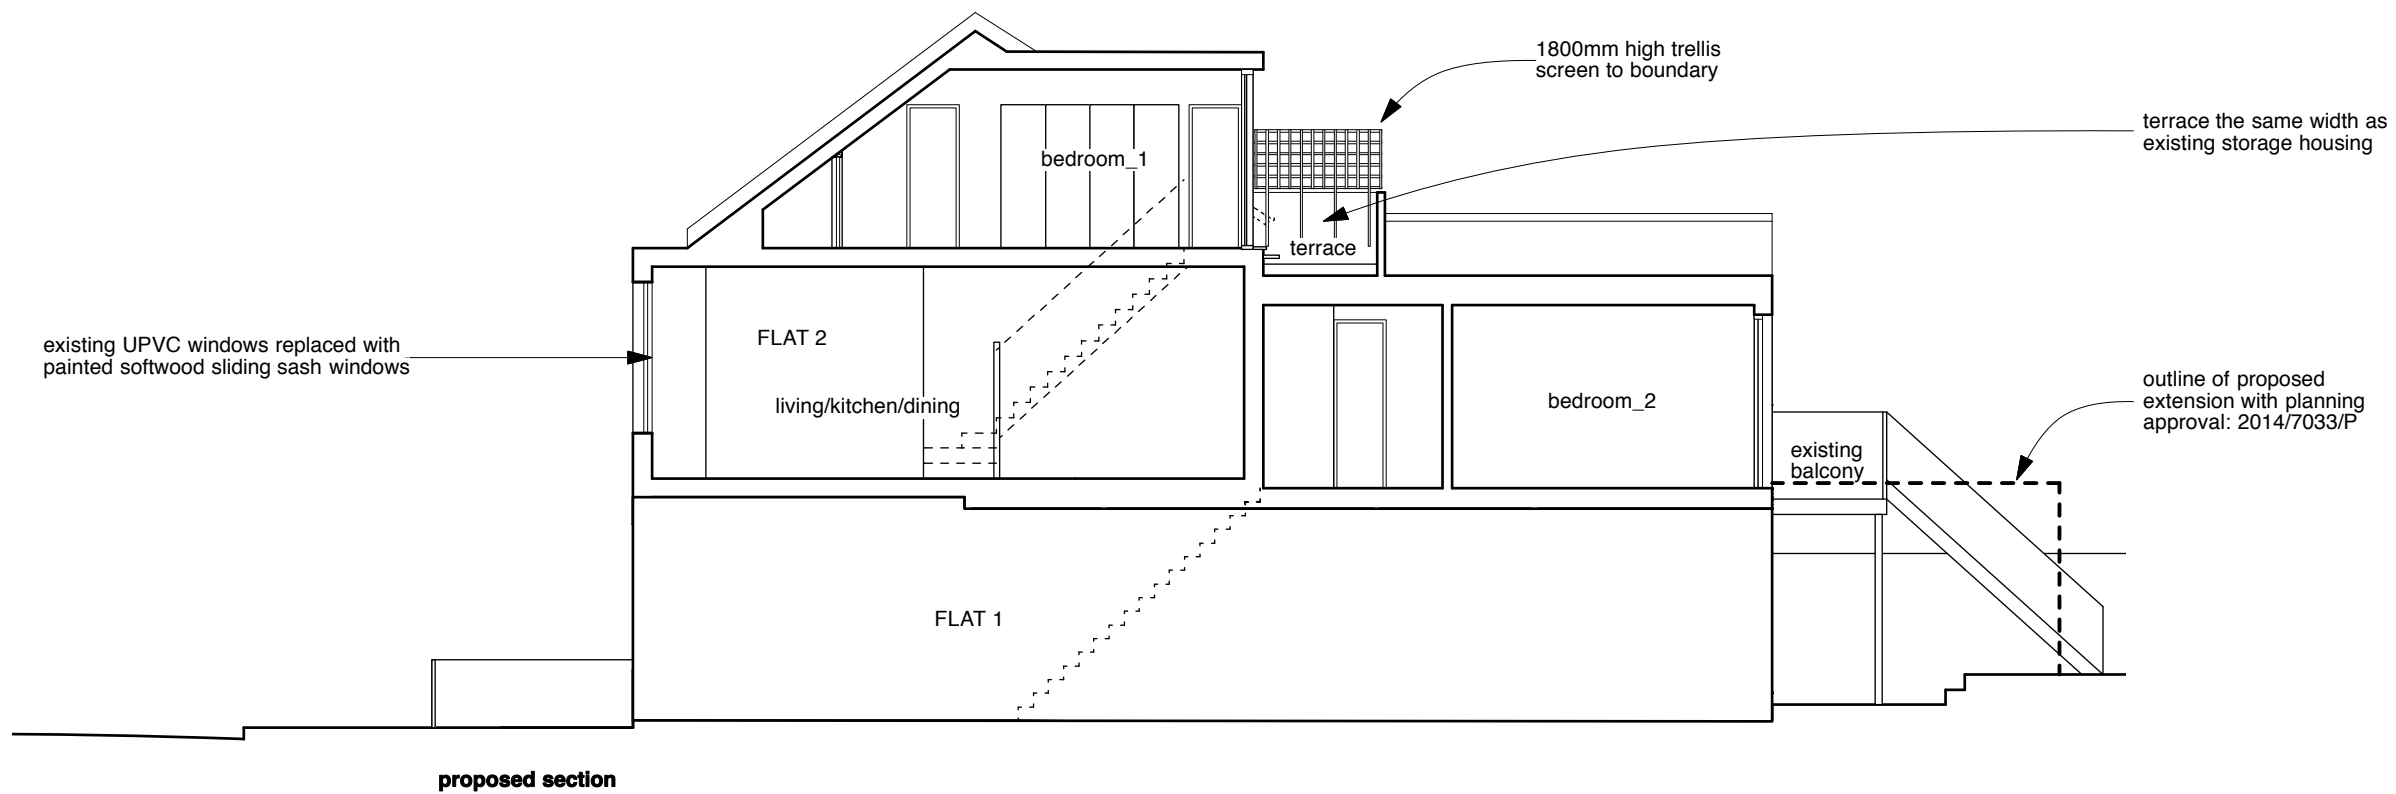 1800mm high trellis
screen to boundary
terrace the same width as
existing storage housing
bedroom_1
terrace
existing UPVC windows replaced with
painted softwood sliding sash windows
FLAT 2
living/kitchen/dining
bedroom_2
outline of proposed
extension with planning
approval: 2014/7033/P
existing
balcony
FLAT 1
proposed section